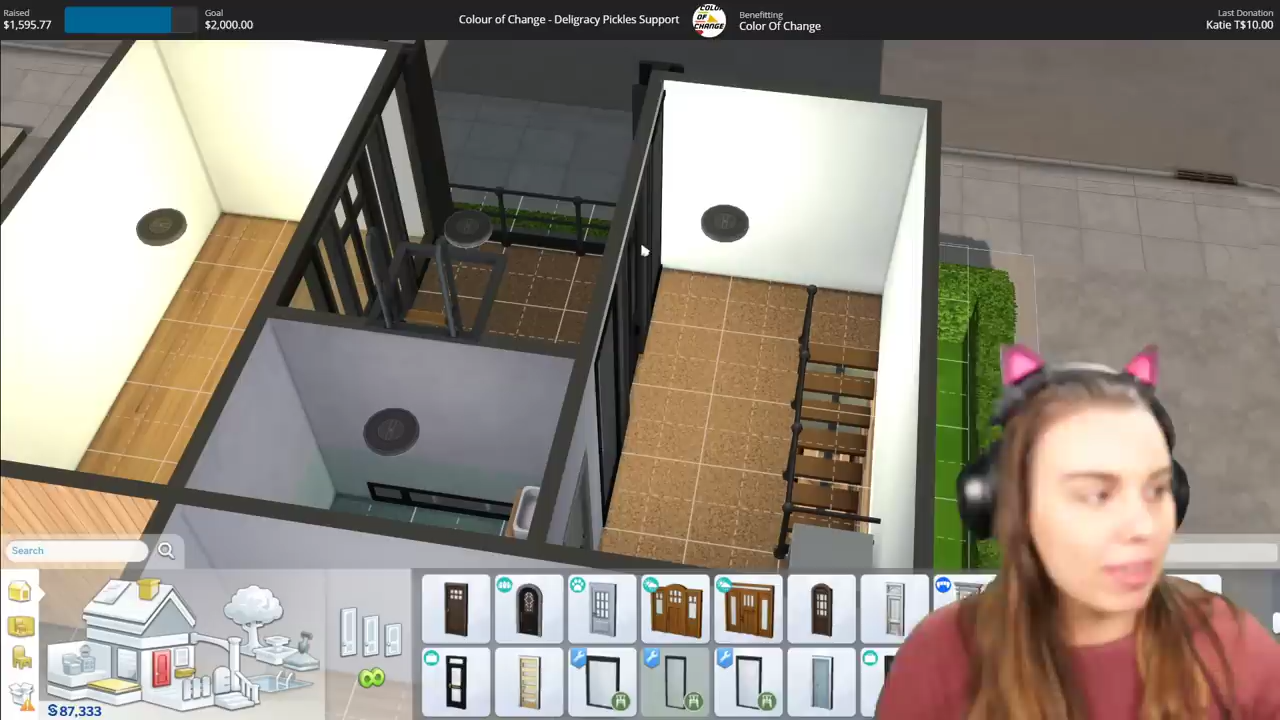 Raised
$1,595.77
Goal
$2,000.00
Colour of Change - Deligracy Pickles Support
COLOR
OF
CHANGE
Benefitting
Color Of Change
Last Donation
Katie T$10.00
Search
§87,333